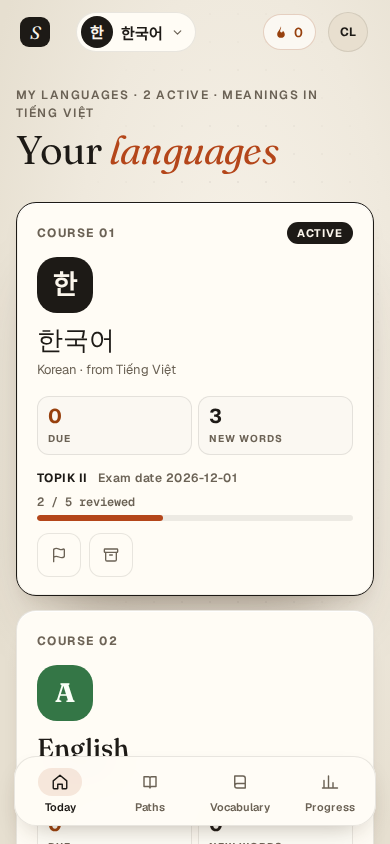 S
한 한국어
0
CL
MY LANGUAGES · 2 ACTIVE · MEANINGS IN
TIẾNG VIỆT
Your languages
COURSE 01
ACTIVE
한
한국어
Korean · from Tiếng Việt
0
DUE
3
NEW WORDS
TOPIK II Exam date 2026-12-01
2 / 5 reviewed
COURSE 02
A
English
Today
Paths
Vocabulary
Progress